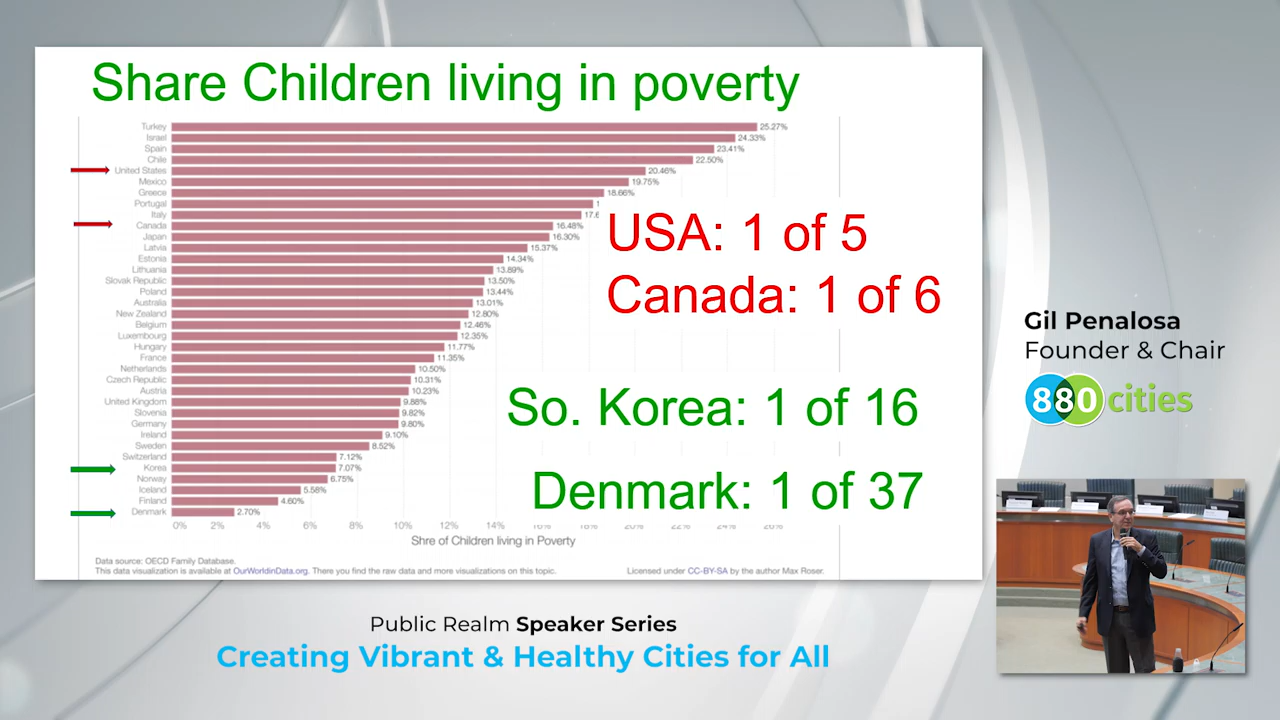 Share Children living in poverty
Turkey 25.27%
Israel 24.33%
Spain 23.41%
Chile 22.50%
United States 20.46%
Mexico 19.75%
Greece 18.66%
Portugal 1
Italy 17.6
Canada 16.48%
Japan 16.30%
Latvia 15.37%
Estonia 14.34%
Lithuania 13.89%
Slovak Republic 13.50%
Poland 13.44%
Australia 13.01%
New Zealand 12.80%
Belgium 12.46%
Luxembourg 12.35%
Hungary 11.77%
France 11.35%
Netherlands 10.50%
Czech Republic 10.31%
Austria 10.23%
United Kingdom 9.88%
Slovenia 9.82%
Germany 9.80%
Ireland 9.10%
Sweden 8.52%
Switzerland 7.12%
Korea 7.07%
Norway 6.75%
Iceland 5.58%
Finland 4.60%
Denmark 2.70%
0% 2% 4% 6% 8% 10% 12% 14% 16% 18% 20% 22% 24% 26%
Shre of Children living in Poverty
USA: 1 of 5
Canada: 1 of 6
So. Korea: 1 of 16
Denmark: 1 of 37
Data source: OECD Family Database.
This data visualization is available at OurWorldinData.org. There you find the raw data and more visualizations on this topic. Licensed under CC-BY-SA by the author Max Roser.
Gil Penalosa
Founder & Chair
880 cities
Public Realm Speaker Series
Creating Vibrant & Healthy Cities for All